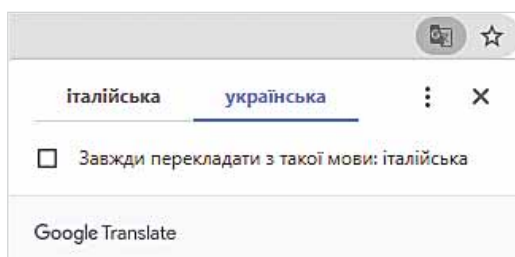 італійська українська
Завжди перекладати з такої мови: італійська
Google Translate